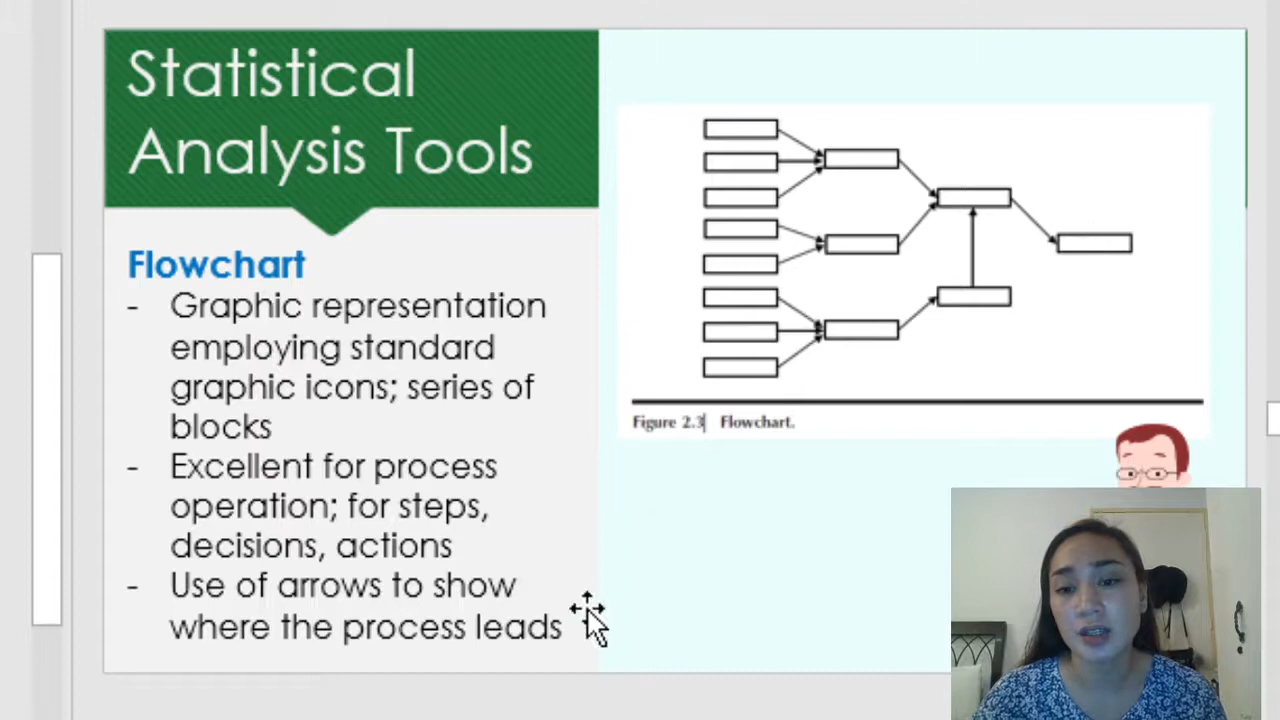 Statistical
Analysis Tools
Flowchart
- Graphic representation
employing standard
graphic icons; series of
blocks
- Excellent for process
operation; for steps,
decisions, actions
- Use of arrows to show
where the process leads
Figure 2.3 Flowchart.